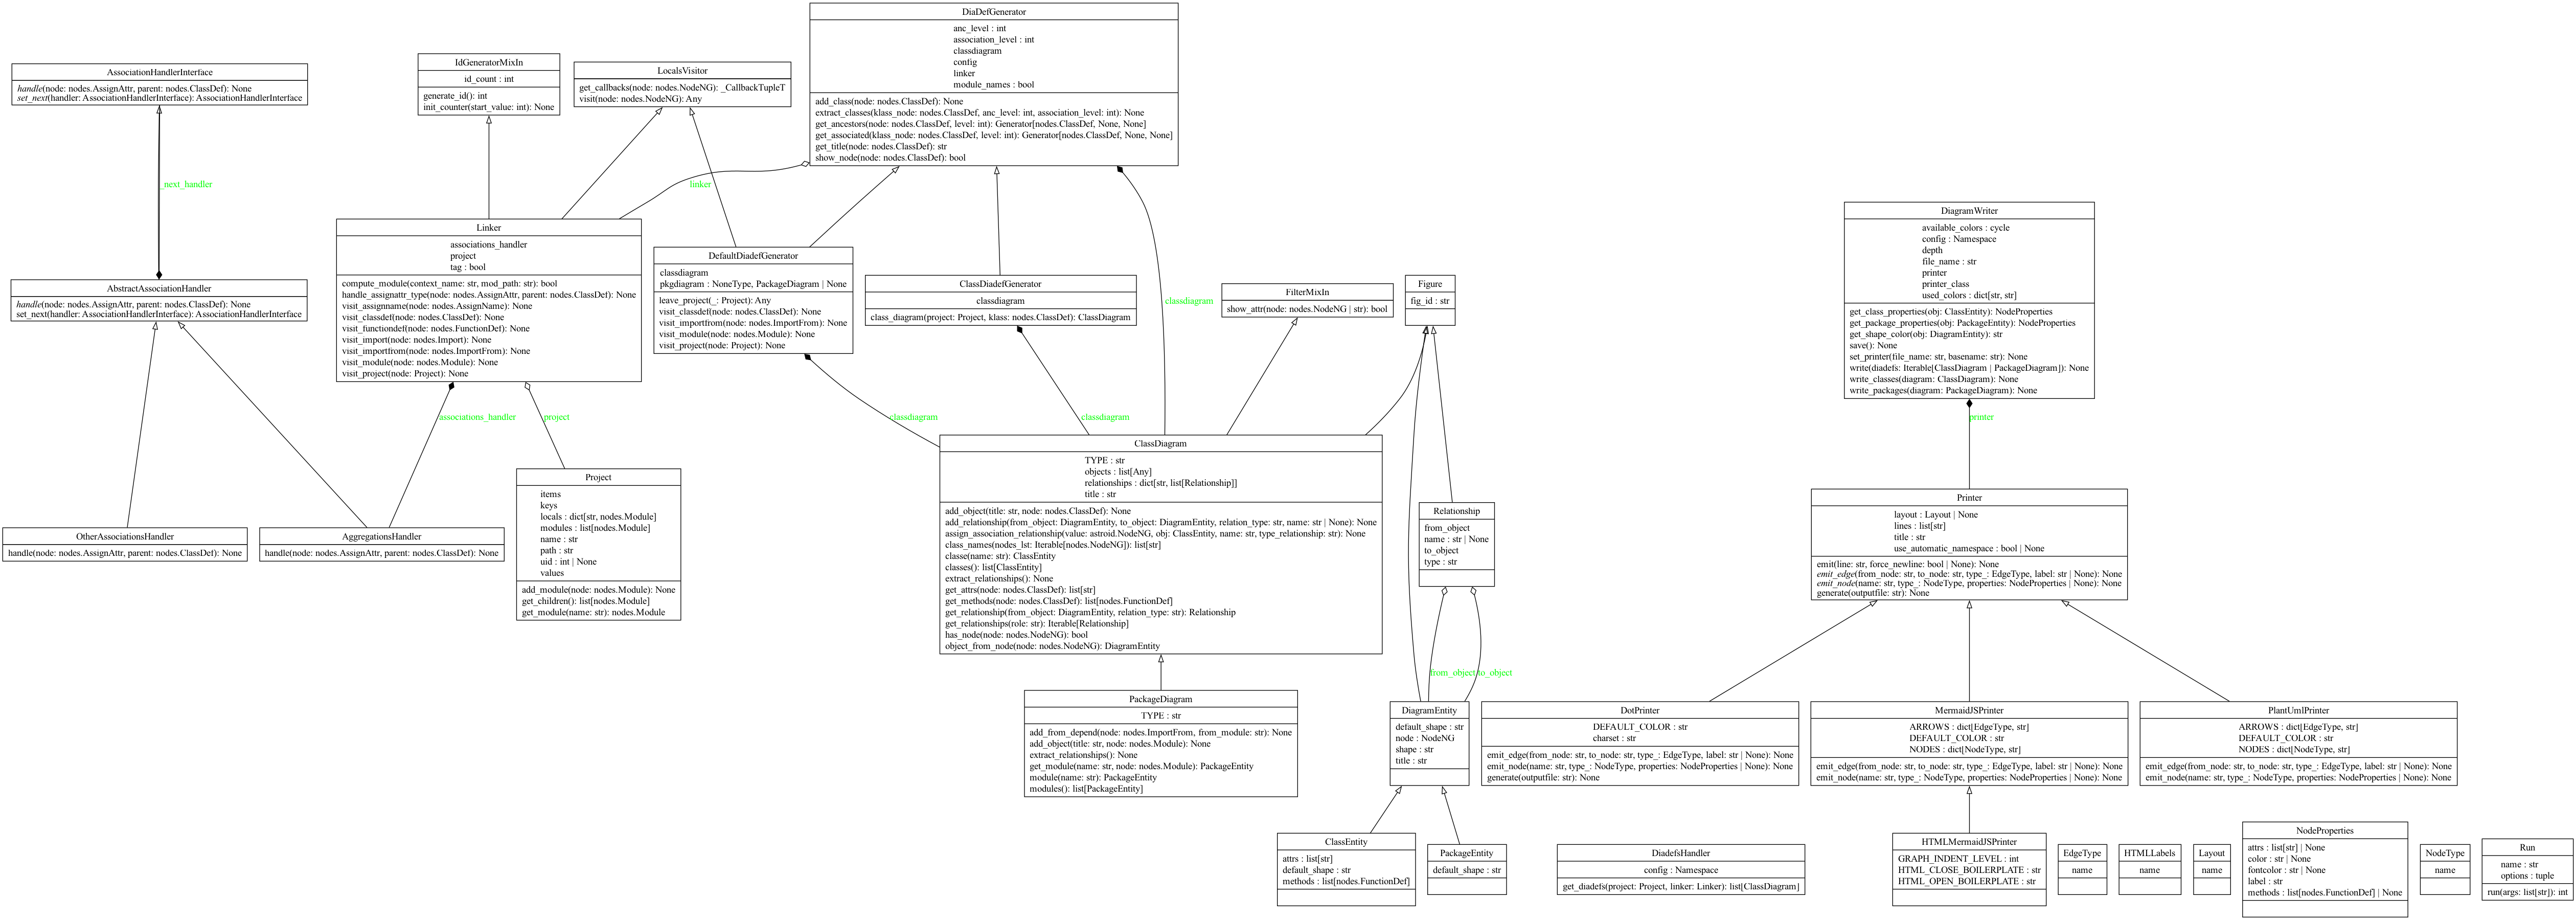 DiaDefGenerator
anc_level : int
association_level : int
classdiagram
config
linker
module_names : bool
add_class(node: nodes.ClassDef): None
extract_classes(klass_node: nodes.ClassDef, anc_level: int, association_level: int): None
get_ancestors(node: nodes.ClassDef, level: int): Generator[nodes.ClassDef, None, None]
get_associated(klass_node: nodes.ClassDef, level: int): Generator[nodes.ClassDef, None, None]
get_title(node: nodes.ClassDef): str
show_node(node: nodes.ClassDef): bool
AssociationHandlerInterface
handle(node: nodes.AssignAttr, parent: nodes.ClassDef): None
set_next(handler: AssociationHandlerInterface): AssociationHandlerInterface
IdGeneratorMixIn
id_count : int
generate_id(): int
init_counter(start_value: int): None
LocalsVisitor
get_callbacks(node: nodes.NodeNG): _CallbackTupleT
visit(node: nodes.NodeNG): Any
_next_handler
linker
Linker
associations_handler
project
tag : bool
compute_module(context_name: str, mod_path: str): bool
handle_assignattr_type(node: nodes.AssignAttr, parent: nodes.ClassDef): None
visit_assignname(node: nodes.AssignName): None
visit_classdef(node: nodes.ClassDef): None
visit_functiondef(node: nodes.FunctionDef): None
visit_import(node: nodes.Import): None
visit_importfrom(node: nodes.ImportFrom): None
visit_module(node: nodes.Module): None
visit_project(node: Project): None
DefaultDiadefGenerator
classdiagram
pkgdiagram : NoneType, PackageDiagram | None
leave_project(_: Project): Any
visit_classdef(node: nodes.ClassDef): None
visit_importfrom(node: nodes.ImportFrom): None
visit_module(node: nodes.Module): None
visit_project(node: Project): None
ClassDiadefGenerator
classdiagram
class_diagram(project: Project, klass: nodes.ClassDef): ClassDiagram
classdiagram
FilterMixIn
show_attr(node: nodes.NodeNG | str): bool
Figure
fig_id : str
DiagramWriter
available_colors : cycle
config : Namespace
depth
file_name : str
printer
printer_class
used_colors : dict[str, str]
get_class_properties(obj: ClassEntity): NodeProperties
get_package_properties(obj: PackageEntity): NodeProperties
get_shape_color(obj: DiagramEntity): str
save(): None
set_printer(file_name: str, basename: str): None
write(diadefs: Iterable[ClassDiagram | PackageDiagram]): None
write_classes(diagram: ClassDiagram): None
write_packages(diagram: PackageDiagram): None
AbstractAssociationHandler
handle(node: nodes.AssignAttr, parent: nodes.ClassDef): None
set_next(handler: AssociationHandlerInterface): AssociationHandlerInterface
associations_handler
project
classdiagram
classdiagram
printer
OtherAssociationsHandler
handle(node: nodes.AssignAttr, parent: nodes.ClassDef): None
AggregationsHandler
handle(node: nodes.AssignAttr, parent: nodes.ClassDef): None
Project
items
keys
locals : dict[str, nodes.Module]
modules : list[nodes.Module]
name : str
path : str
uid : int | None
values
add_module(node: nodes.Module): None
get_children(): list[nodes.Module]
get_module(name: str): nodes.Module
ClassDiagram
TYPE : str
objects : list[Any]
relationships : dict[str, list[Relationship]]
title : str
add_object(title: str, node: nodes.ClassDef): None
add_relationship(from_object: DiagramEntity, to_object: DiagramEntity, relation_type: str, name: str | None): None
assign_association_relationship(value: astroid.NodeNG, obj: ClassEntity, name: str, type_relationship: str): None
class_names(nodes_lst: Iterable[nodes.NodeNG]): list[str]
classe(name: str): ClassEntity
classes(): list[ClassEntity]
extract_relationships(): None
get_attrs(node: nodes.ClassDef): list[str]
get_methods(node: nodes.ClassDef): list[nodes.FunctionDef]
get_relationship(from_object: DiagramEntity, relation_type: str): Relationship
get_relationships(role: str): Iterable[Relationship]
has_node(node: nodes.NodeNG): bool
object_from_node(node: nodes.NodeNG): DiagramEntity
Relationship
from_object
name : str | None
to_object
type : str
Printer
layout : Layout | None
lines : list[str]
title : str
use_automatic_namespace : bool | None
emit(line: str, force_newline: bool | None): None
emit_edge(from_node: str, to_node: str, type_: EdgeType, label: str | None): None
emit_node(name: str, type_: NodeType, properties: NodeProperties | None): None
generate(outputfile: str): None
from_object
to_object
PackageDiagram
TYPE : str
add_from_depend(node: nodes.ImportFrom, from_module: str): None
add_object(title: str, node: nodes.Module): None
extract_relationships(): None
get_module(name: str, node: nodes.Module): PackageEntity
module(name: str): PackageEntity
modules(): list[PackageEntity]
DiagramEntity
default_shape : str
node : NodeNG
shape : str
title : str
DotPrinter
DEFAULT_COLOR : str
charset : str
emit_edge(from_node: str, to_node: str, type_: EdgeType, label: str | None): None
emit_node(name: str, type_: NodeType, properties: NodeProperties | None): None
generate(outputfile: str): None
MermaidJSPrinter
ARROWS : dict[EdgeType, str]
DEFAULT_COLOR : str
NODES : dict[NodeType, str]
emit_edge(from_node: str, to_node: str, type_: EdgeType, label: str | None): None
emit_node(name: str, type_: NodeType, properties: NodeProperties | None): None
PlantUmlPrinter
ARROWS : dict[EdgeType, str]
DEFAULT_COLOR : str
NODES : dict[NodeType, str]
emit_edge(from_node: str, to_node: str, type_: EdgeType, label: str | None): None
emit_node(name: str, type_: NodeType, properties: NodeProperties | None): None
ClassEntity
attrs : list[str]
default_shape : str
methods : list[nodes.FunctionDef]
PackageEntity
default_shape : str
DiadefsHandler
config : Namespace
get_diadefs(project: Project, linker: Linker): list[ClassDiagram]
HTMLMermaidJSPrinter
GRAPH_INDENT_LEVEL : int
HTML_CLOSE_BOILERPLATE : str
HTML_OPEN_BOILERPLATE : str
EdgeType
name
HTMLLabels
name
Layout
name
NodeProperties
attrs : list[str] | None
color : str | None
fontcolor : str | None
label : str
methods : list[nodes.FunctionDef] | None
NodeType
name
Run
name : str
options : tuple
run(args: list[str]): int